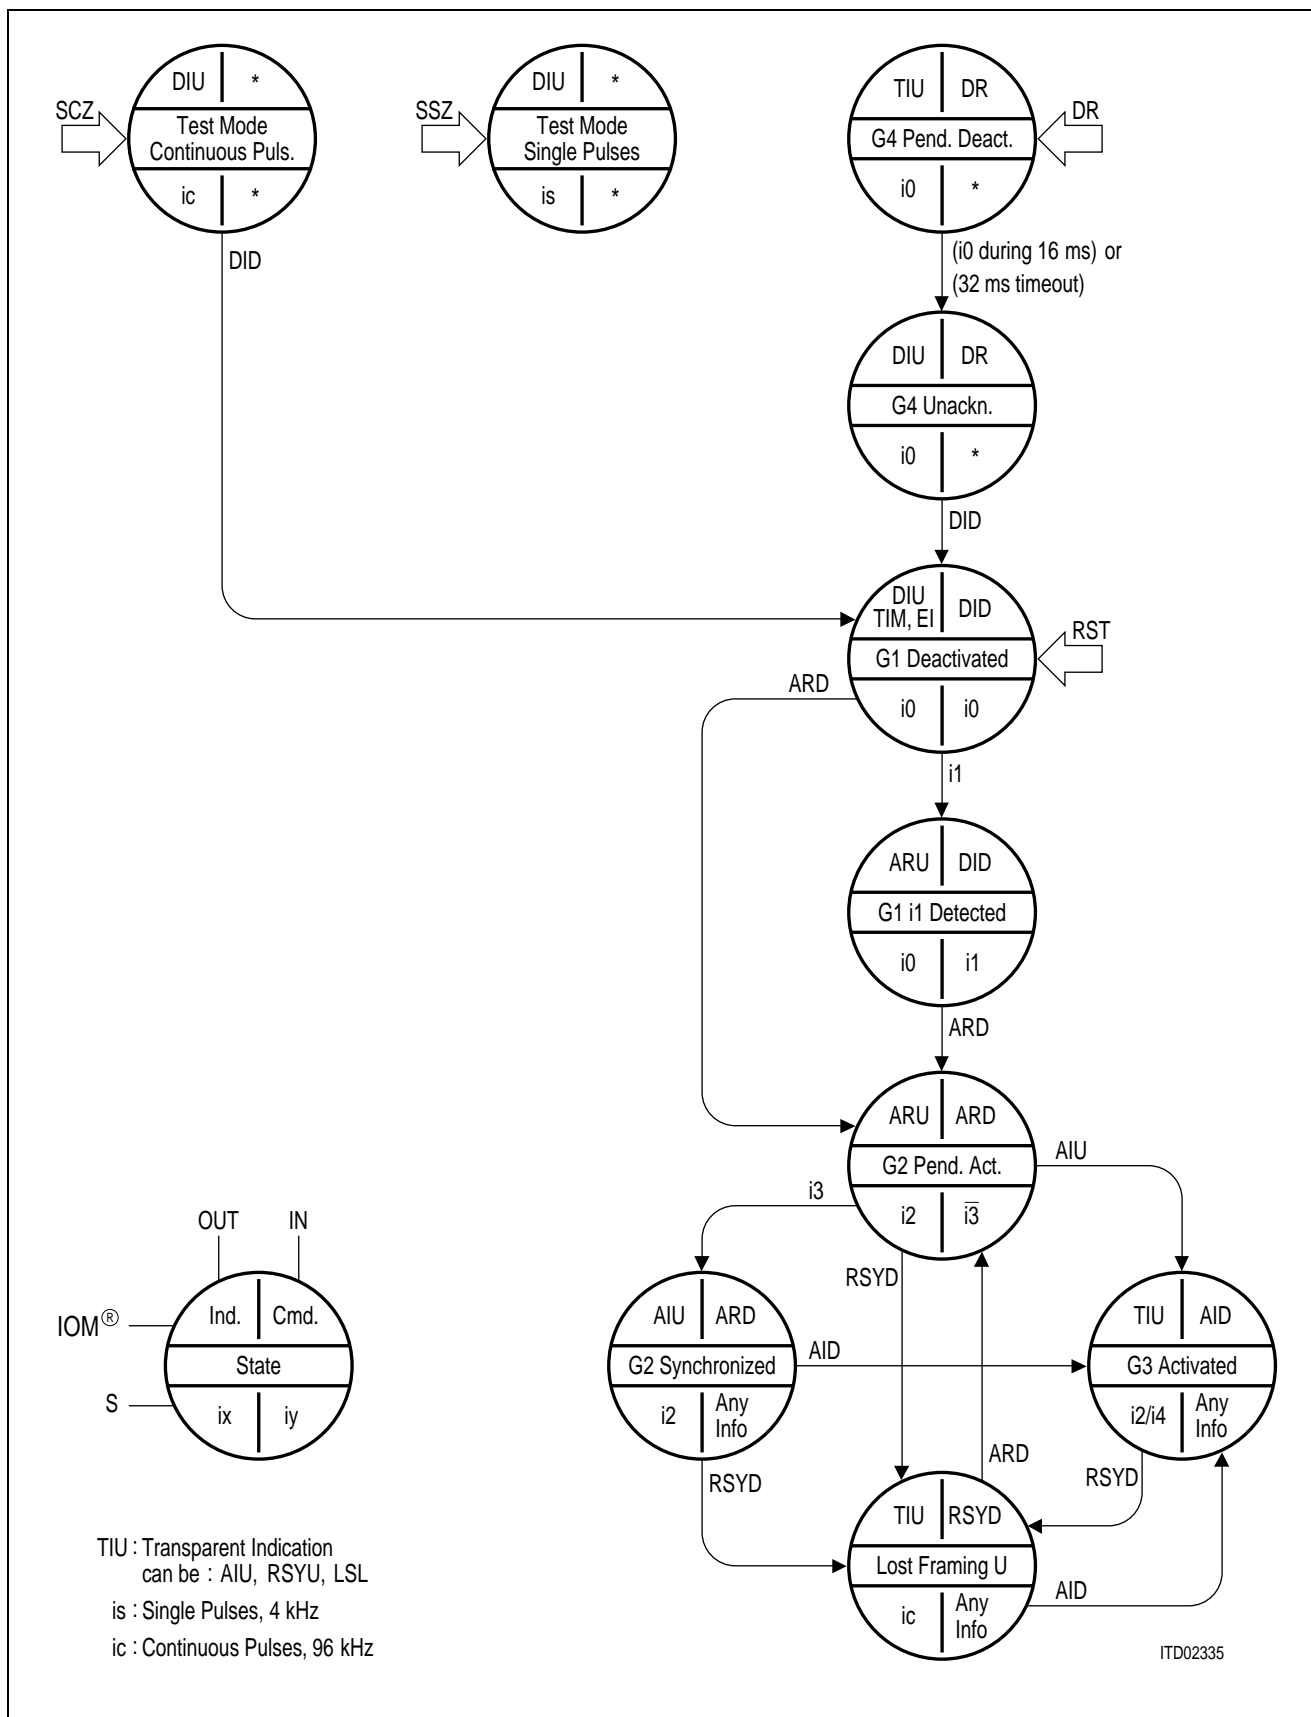 DIU *
SCZ
Test Mode
Continuous Puls.
ic *
DID
DIU *
SSZ
Test Mode
Single Pulses
is *
TIU DR
DR
G4 Pend. Deact.
i0 *
(i0 during 16 ms) or
(32 ms timeout)
DIU DR
G4 Unackn.
i0 *
DID
DIU
TIM, EI DID
RST
G1 Deactivated
ARD
i0 i0
i1
ARU DID
G1 i1 Detected
i0 i1
ARD
ARU ARD
AIU
G2 Pend. Act.
i3
i2 i̅3̅
RSYD
AIU ARD
AID
G2 Synchronized
i2 Any
Info
RSYD
TIU AID
G3 Activated
i2/i4 Any
Info
ARD
RSYD
TIU RSYD
Lost Framing U
AID
ic Any
Info
OUT IN
Ind. Cmd.
IOM®
State
S
ix iy
TIU : Transparent Indication
can be : AIU, RSYU, LSL
is : Single Pulses, 4 kHz
ic : Continuous Pulses, 96 kHz
ITD02335